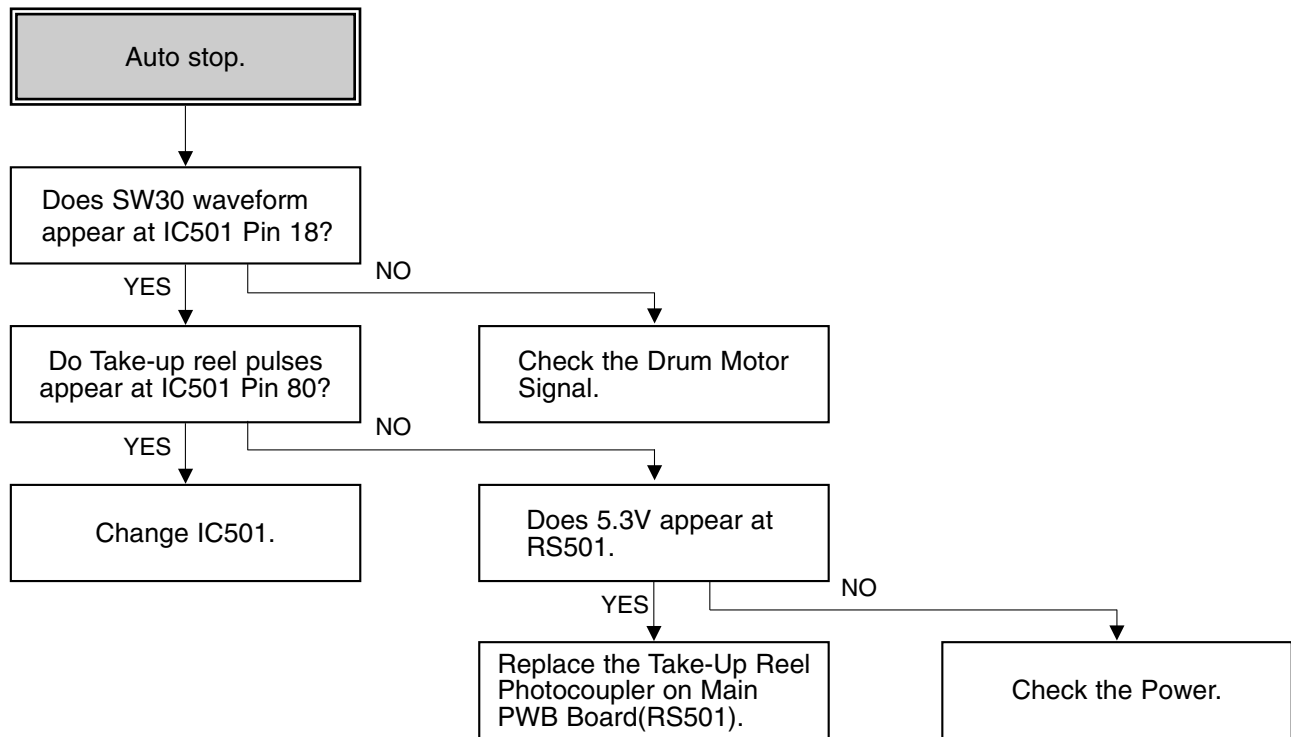 Auto stop.
Does SW30 waveform
appear at IC501 Pin 18?
YES
NO
Do Take-up reel pulses
appear at IC501 Pin 80?
Check the Drum Motor
Signal.
YES
NO
Change IC501.
Does 5.3V appear at
RS501.
YES
NO
Replace the Take-Up Reel
Photocoupler on Main
PWB Board(RS501).
Check the Power.